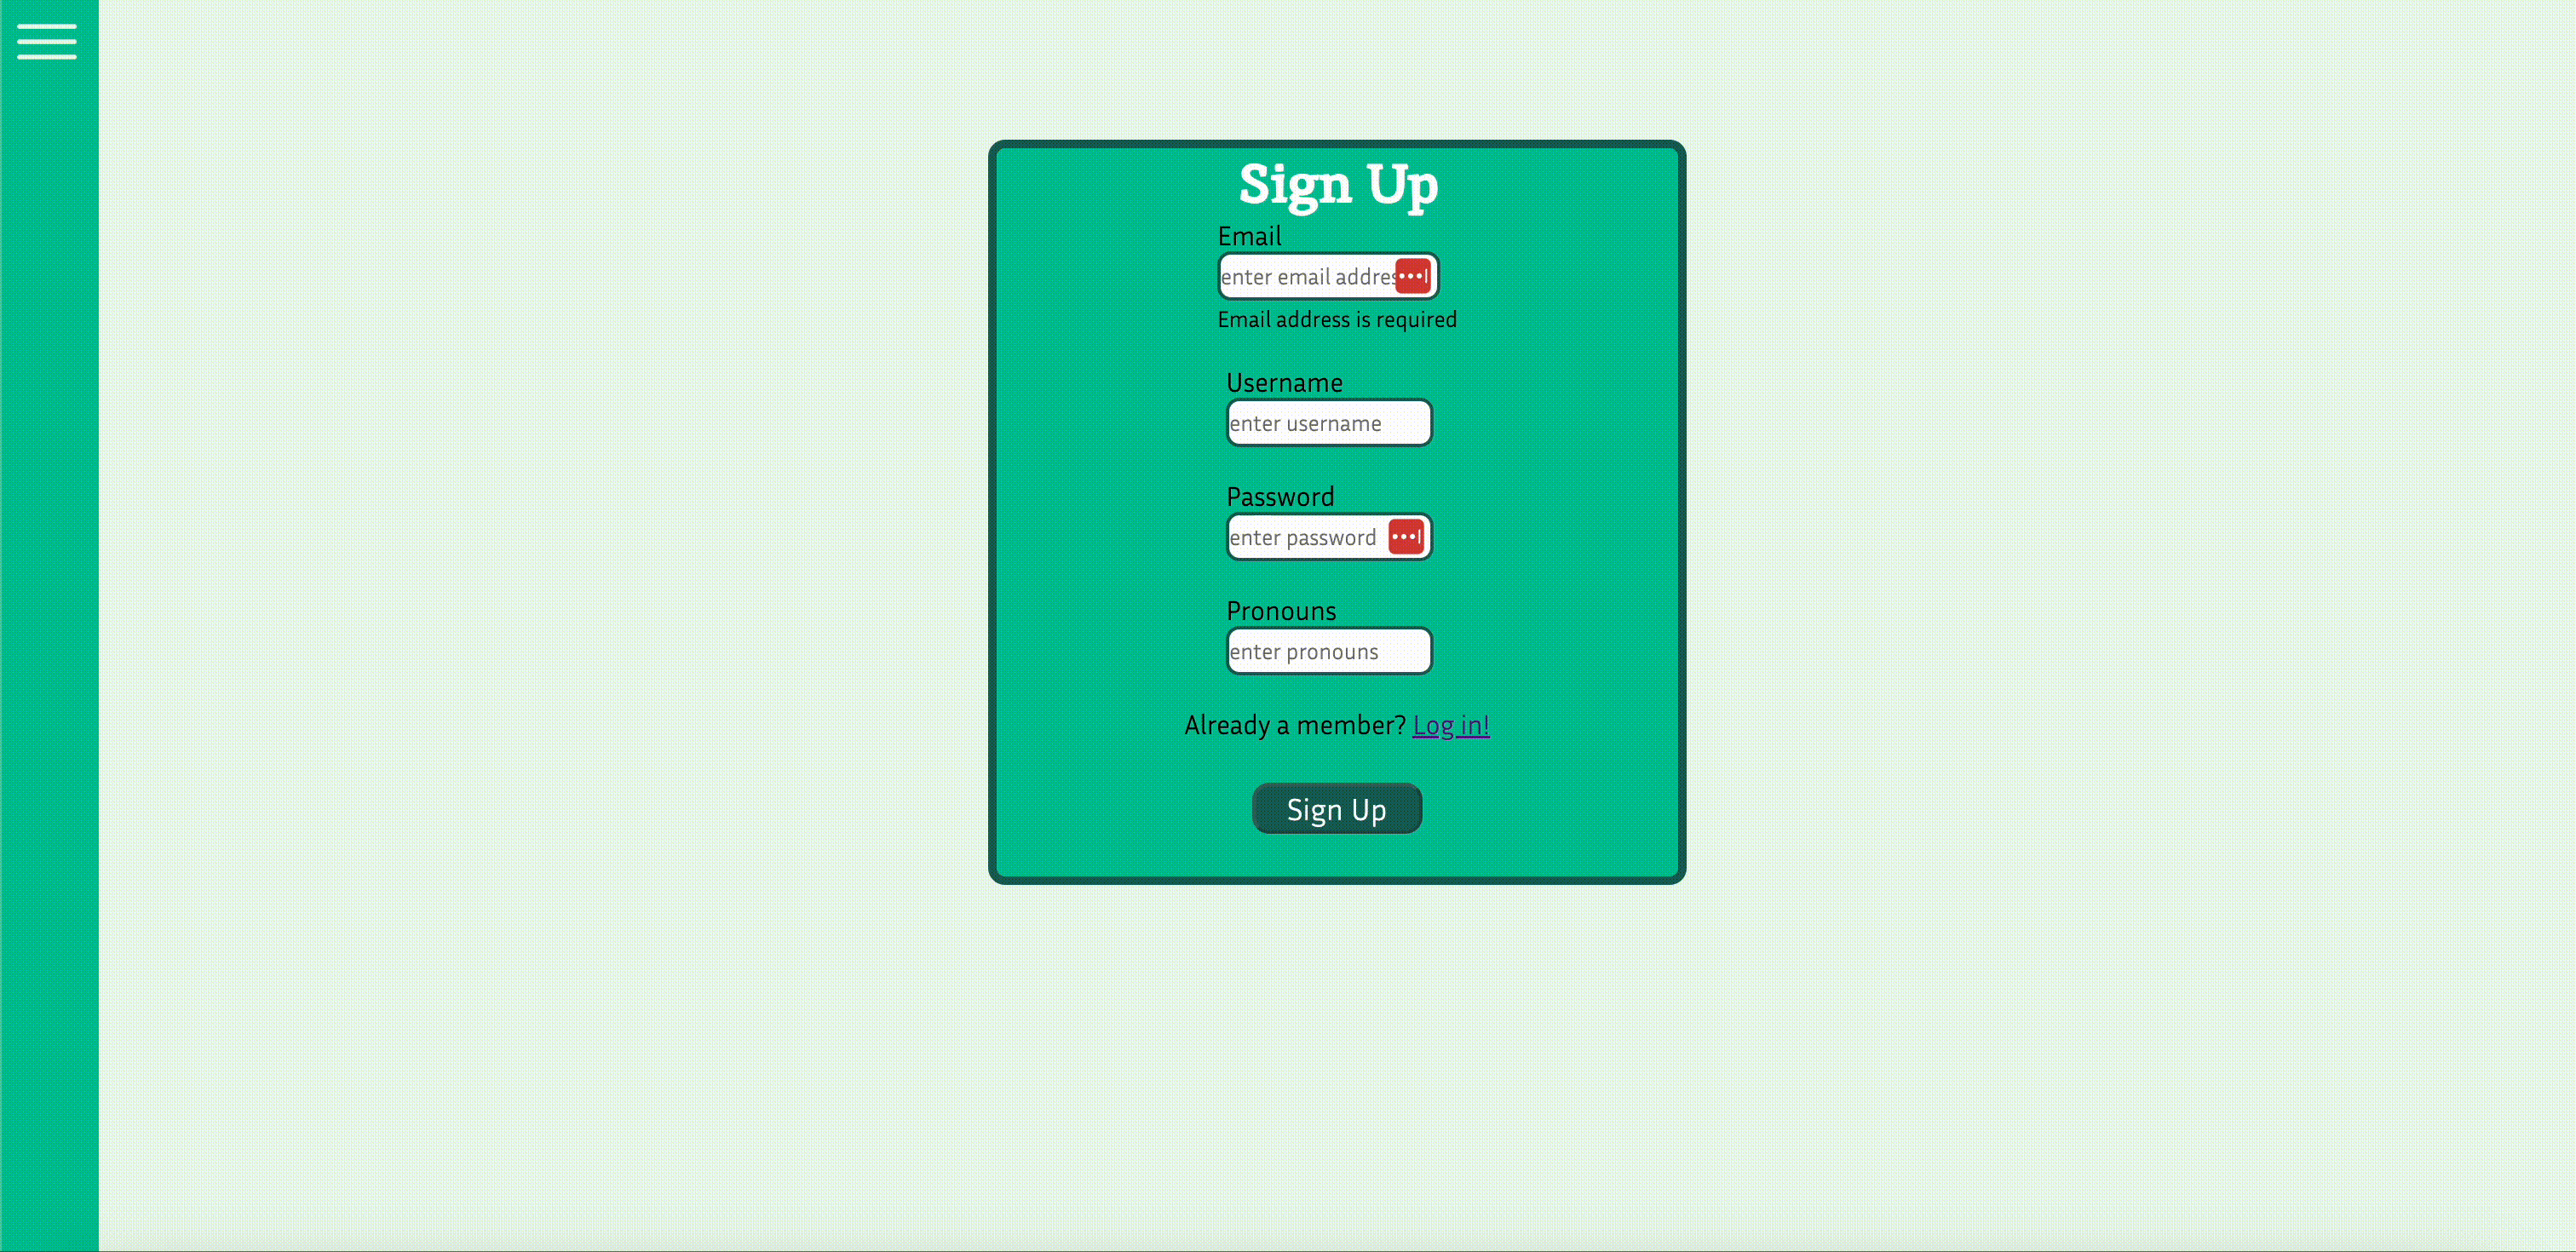 Sign Up
Email
enter email addres
Email address is required
Username
enter username
Password
enter password
Pronouns
enter pronouns
Already a member? Log in!
Sign Up